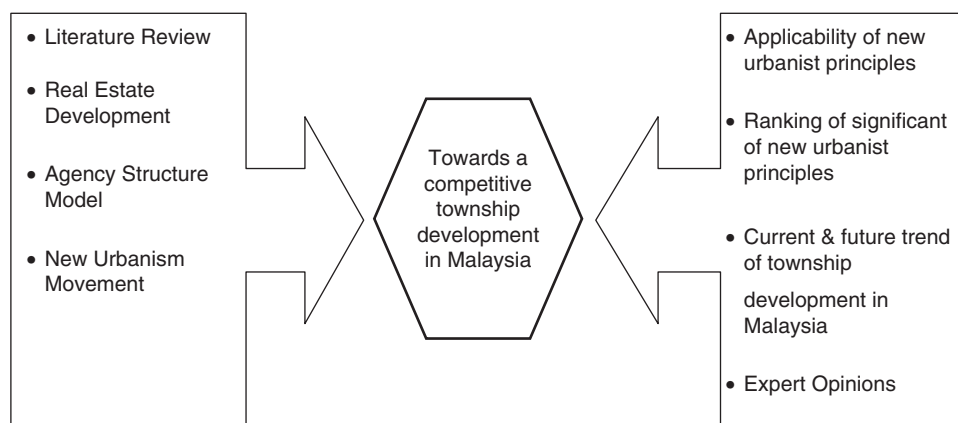 • Literature Review
• Real Estate
Development
• Agency Structure
Model
• New Urbanism
Movement
Towards a
competitive
township
development
in Malaysia
• Applicability of new
urbanist principles
• Ranking of significant
of new urbanist
principles
• Current & future trend
of township
development in
Malaysia
• Expert Opinions